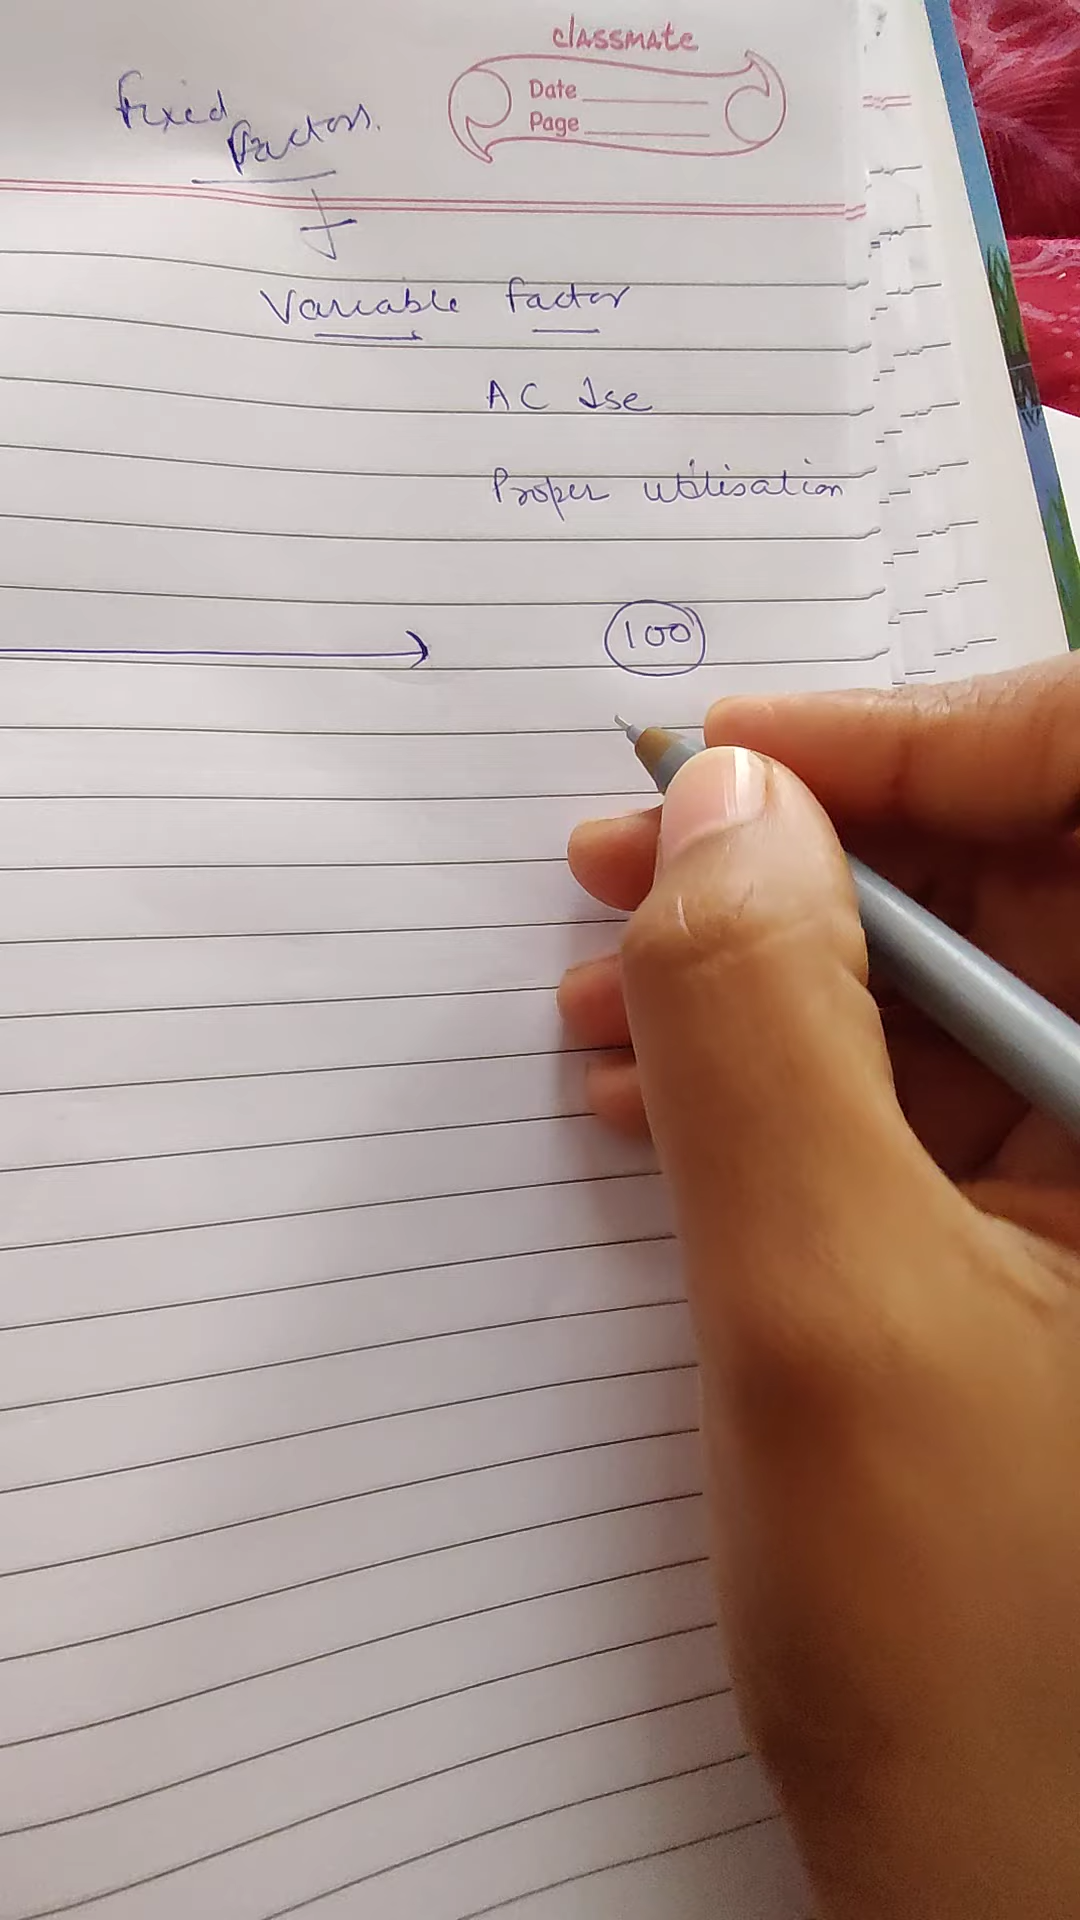 classmate
Date
Page
Fixed
Factors.
+
Variable factor
AC Ise
Proper utilisation
100